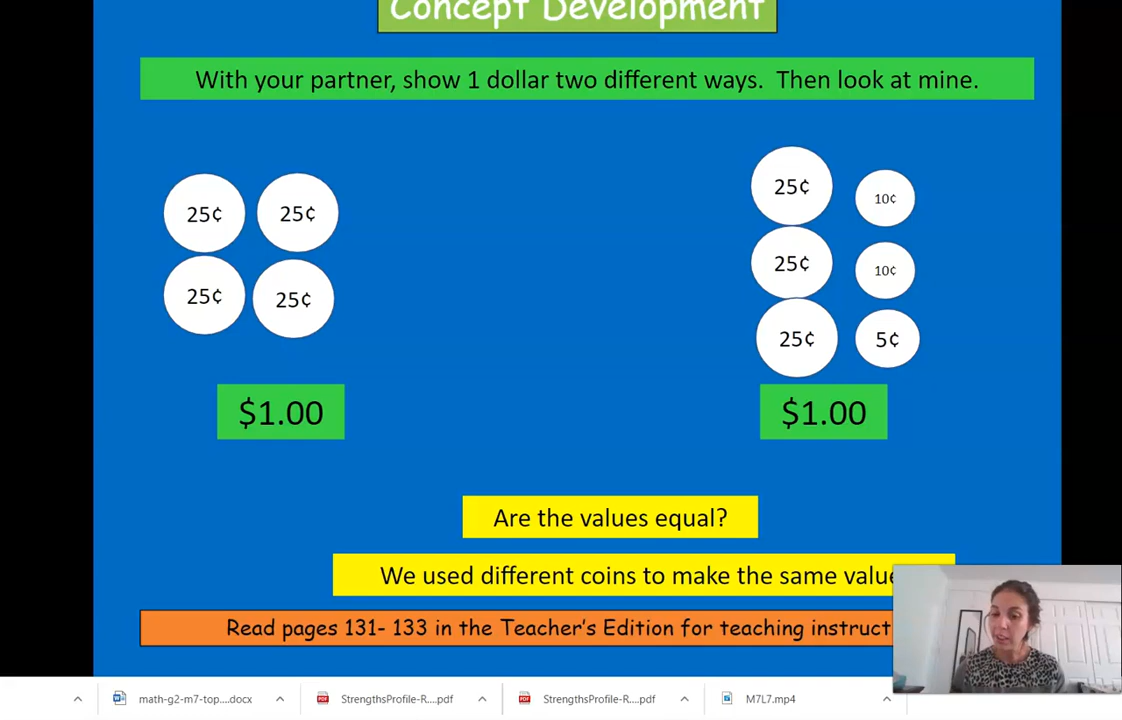 Concept Development
With your partner, show 1 dollar two different ways. Then look at mine.
25¢ 25¢
25¢ 25¢
$1.00
25¢ 10¢
25¢ 10¢
25¢ 5¢
$1.00
Are the values equal?
We used different coins to make the same value
Read pages 131- 133 in the Teacher's Edition for teaching instruct
math-g2-m7-top....docx
StrengthsProfile-R....pdf
StrengthsProfile-R....pdf
M7L7.mp4